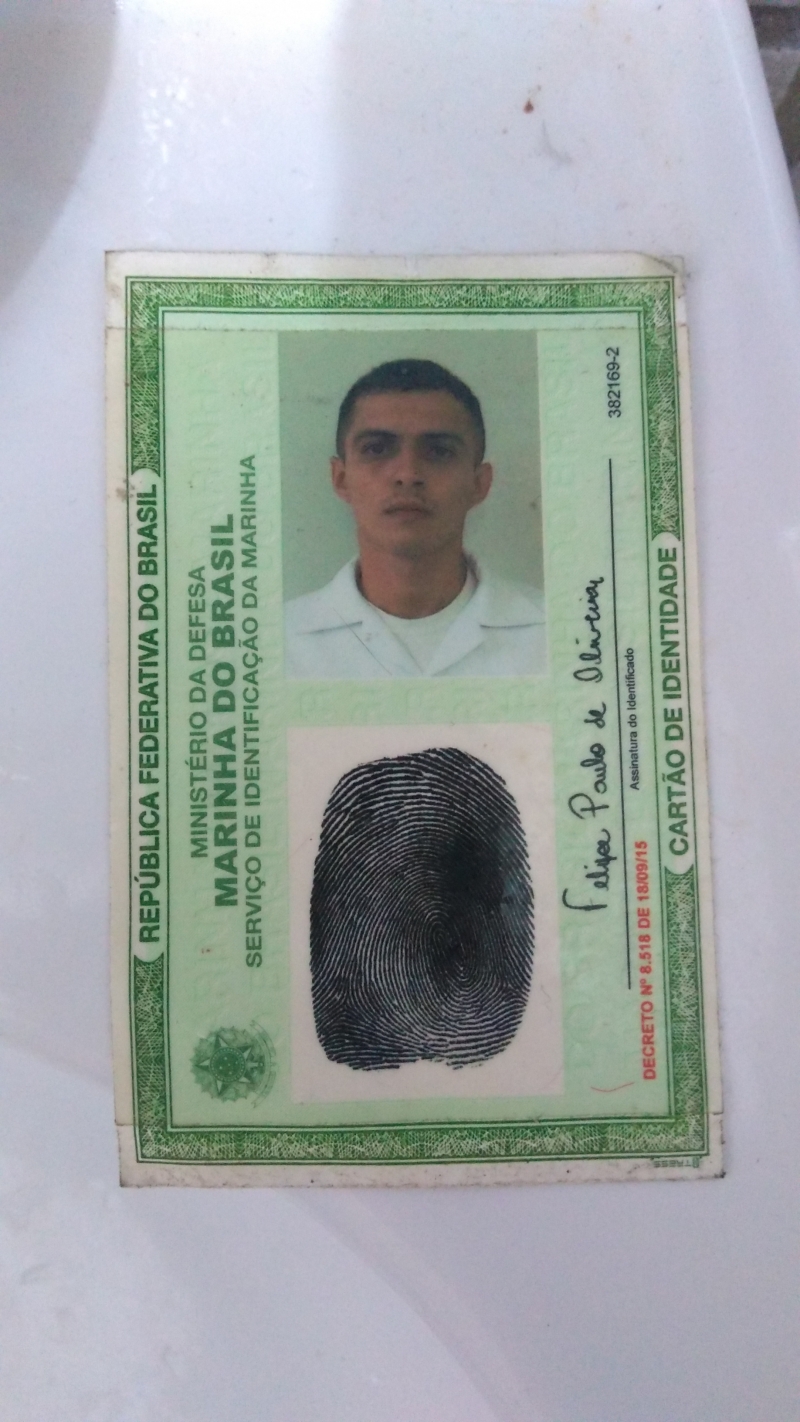 REPÚBLICA FEDERATIVA DO BRASIL
MINISTÉRIO DA DEFESA
MARINHA DO BRASIL
SERVIÇO DE IDENTIFICAÇÃO DA MARINHA
Felipe Paulo de Oliveira
Assinatura do Identificado
382169-2
DECRETO Nº 8.518 DE 18/09/15
CARTÃO DE IDENTIDADE